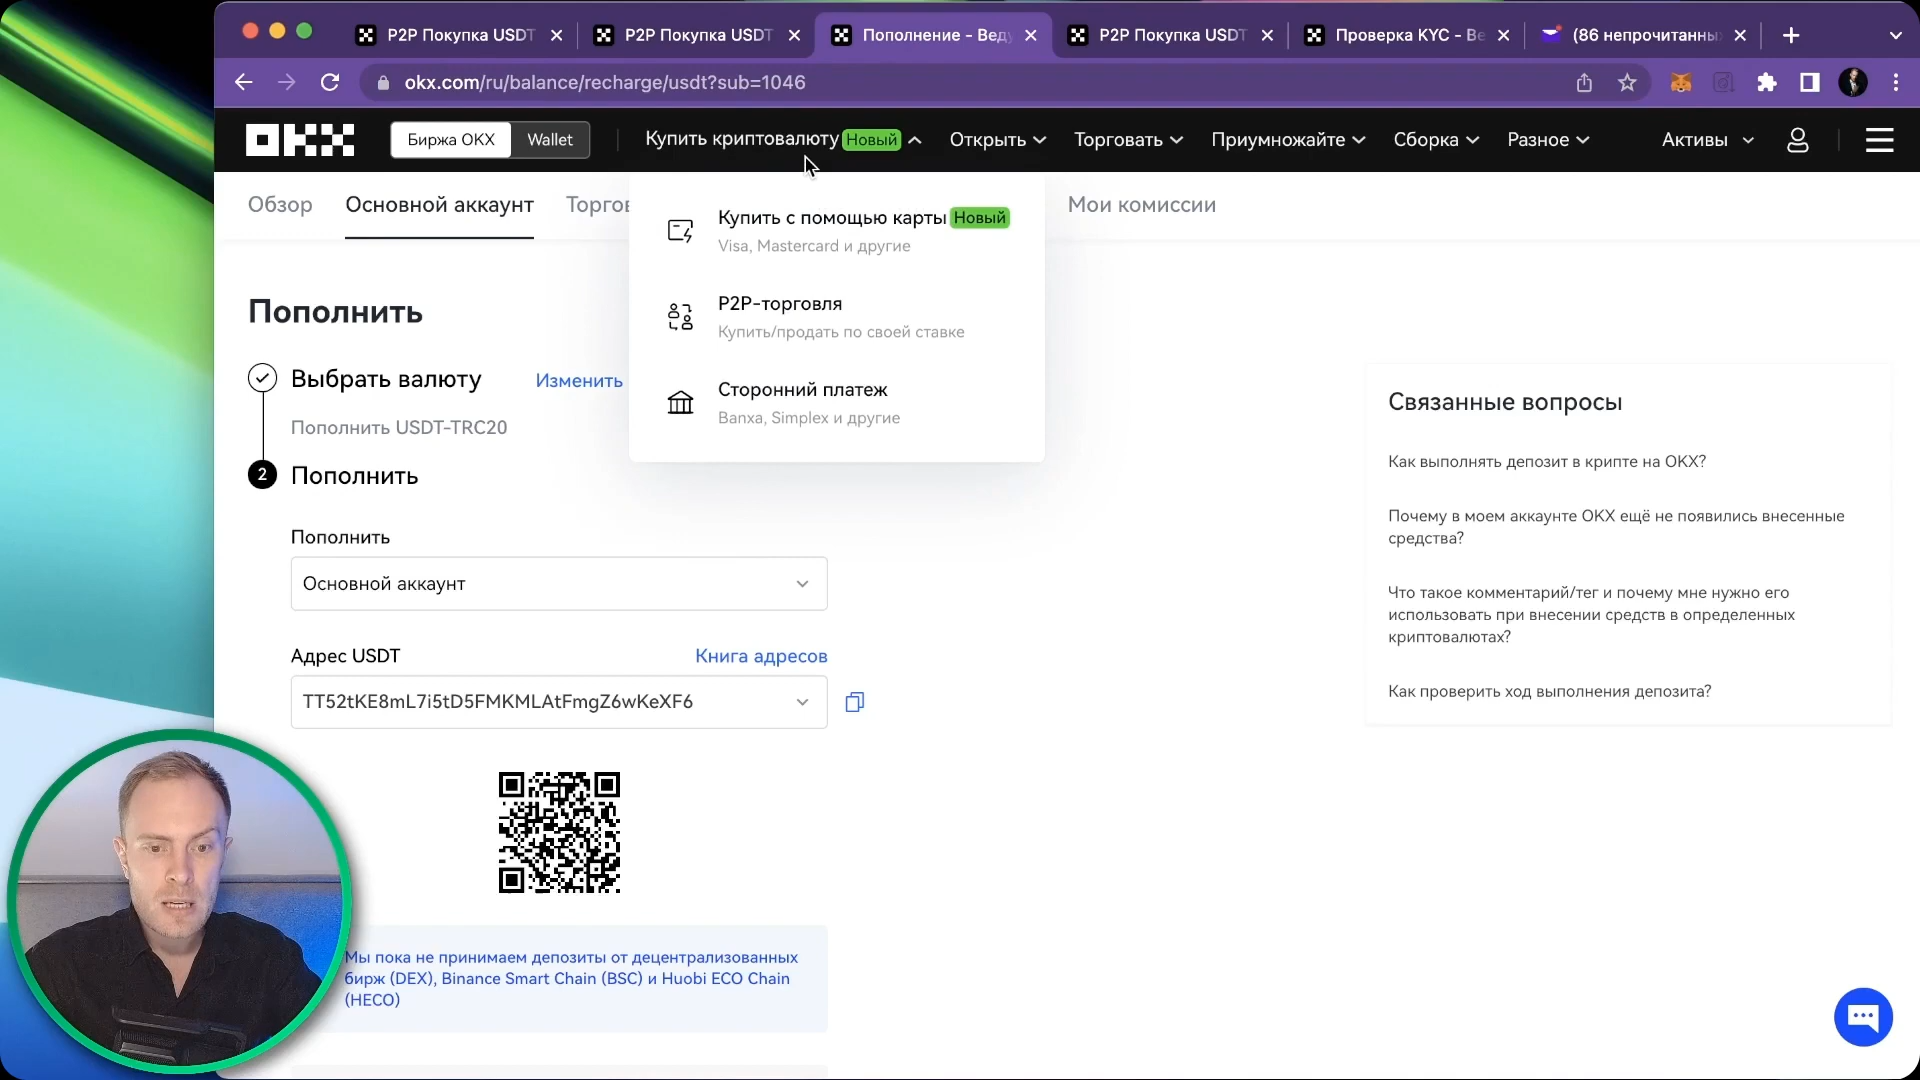 P2P Покупка USDT
P2P Покупка USDT
Пополнение - Вед
P2P Покупка USDT
Проверка KYC - Ве
(86 непрочитанны
okx.com/ru/balance/recharge/usdt?sub=1046
OKX
Биржа OKX
Wallet
Купить криптовалюту Новый
Открыть
Торговать
Приумножайте
Сборка
Разное
Активы
Обзор
Основной аккаунт
Торгов
Мои комиссии
Купить с помощью карты Новый
Visa, Mastercard и другие
P2P-торговля
Купить/продать по своей ставке
Сторонний платеж
Banxa, Simplex и другие
Пополнить
Выбрать валюту
Изменить
Пополнить USDT-TRC20
2
Пополнить
Пополнить
Основной аккаунт
Адрес USDT
Книга адресов
TT52tKE8mL7i5tD5FMKMLAtFmgZ6wKeXF6
Мы пока не принимаем депозиты от децентрализованных
бирж (DEX), Binance Smart Chain (BSC) и Huobi ECO Chain
(HECO)
Связанные вопросы
Как выполнять депозит в крипте на OKX?
Почему в моем аккаунте OKX ещё не появились внесенные
средства?
Что такое комментарий/тег и почему мне нужно его
использовать при внесении средств в определенных
криптовалютах?
Как проверить ход выполнения депозита?